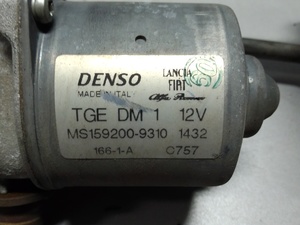 DENSO
MADE IN ITAL
LANCIA
FIAT
Alfa Romeo
TGE DM 1 12V
MS159200-9310 1432
166-1-A C757